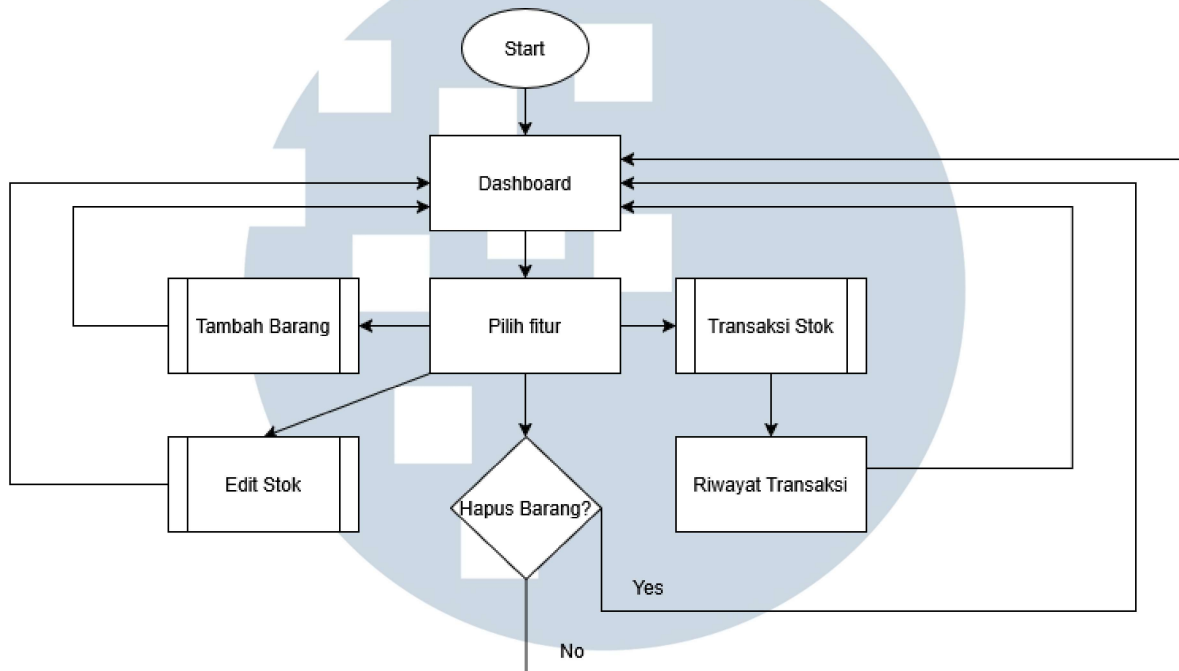 Start
Dashboard
Tambah Barang
Pilih fitur
Transaksi Stok
Edit Stok
Hapus Barang?
Riwayat Transaksi
Yes
No